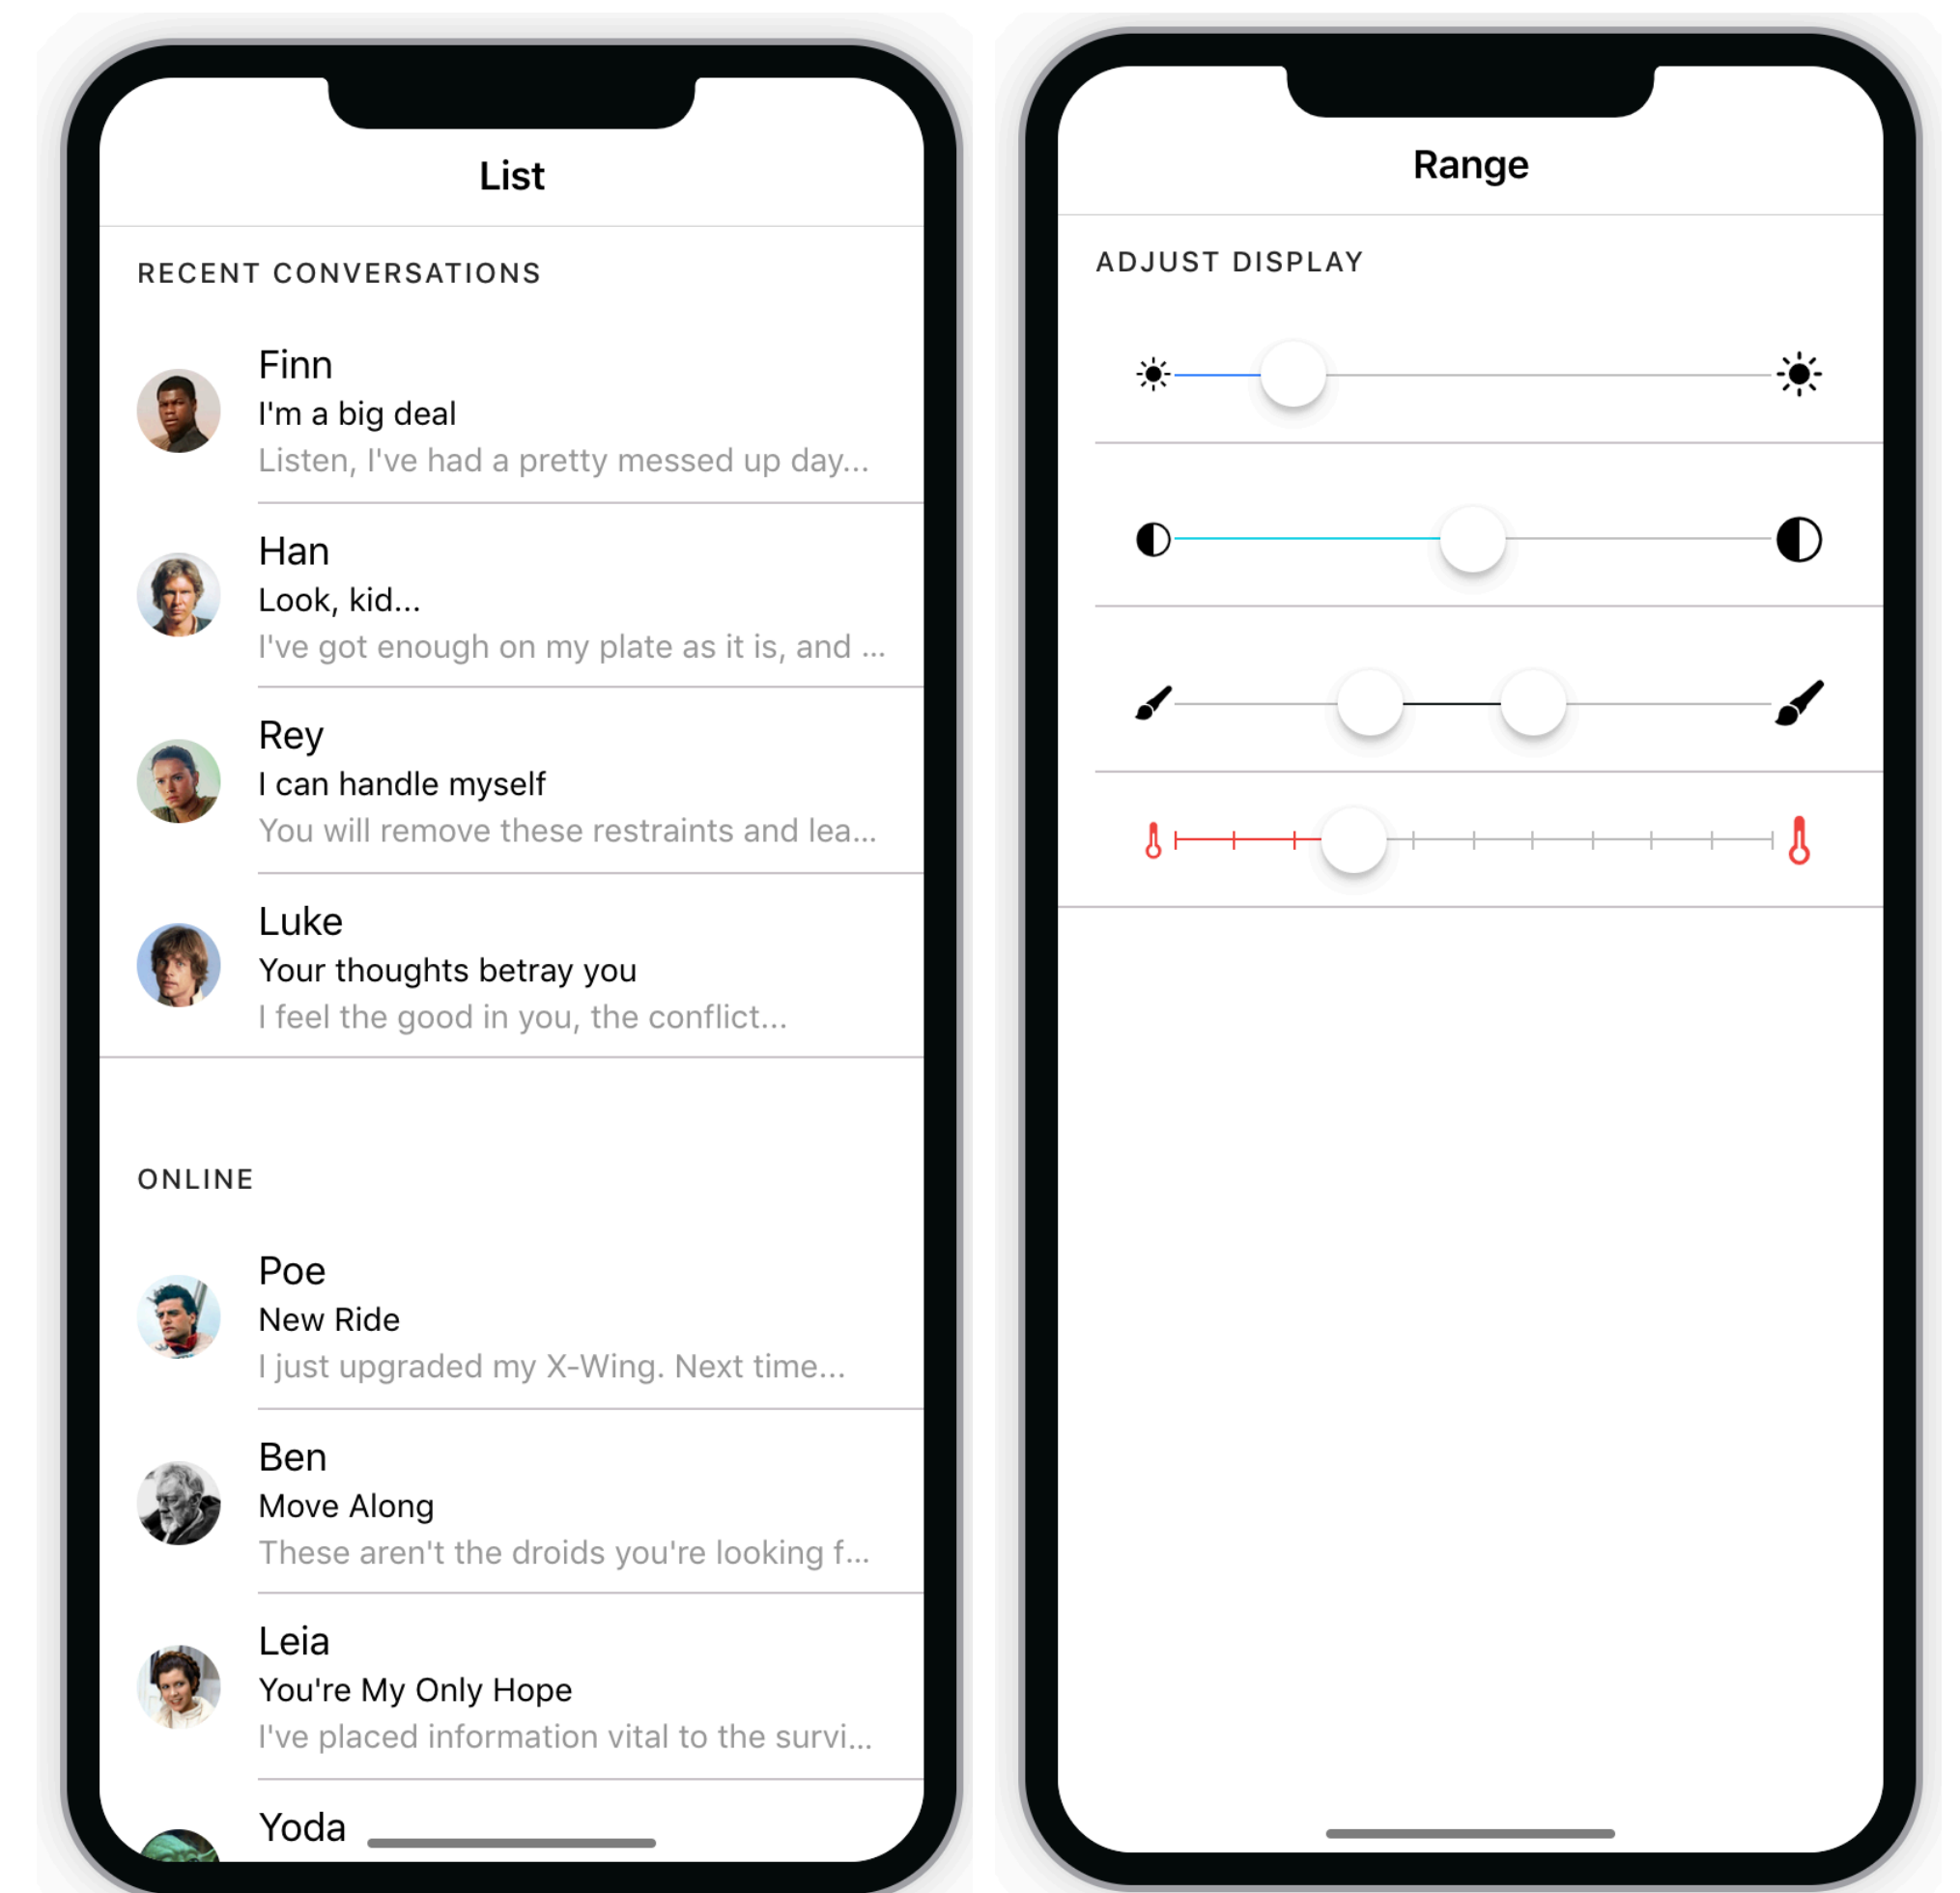 List
RECENT CONVERSATIONS
Finn
I'm a big deal
Listen, I've had a pretty messed up day...
Han
Look, kid...
I've got enough on my plate as it is, and ...
Rey
I can handle myself
You will remove these restraints and lea...
Luke
Your thoughts betray you
I feel the good in you, the conflict...
ONLINE
Poe
New Ride
I just upgraded my X-Wing. Next time...
Ben
Move Along
These aren't the droids you're looking f...
Leia
You're My Only Hope
I've placed information vital to the survi...
Yoda
Range
ADJUST DISPLAY